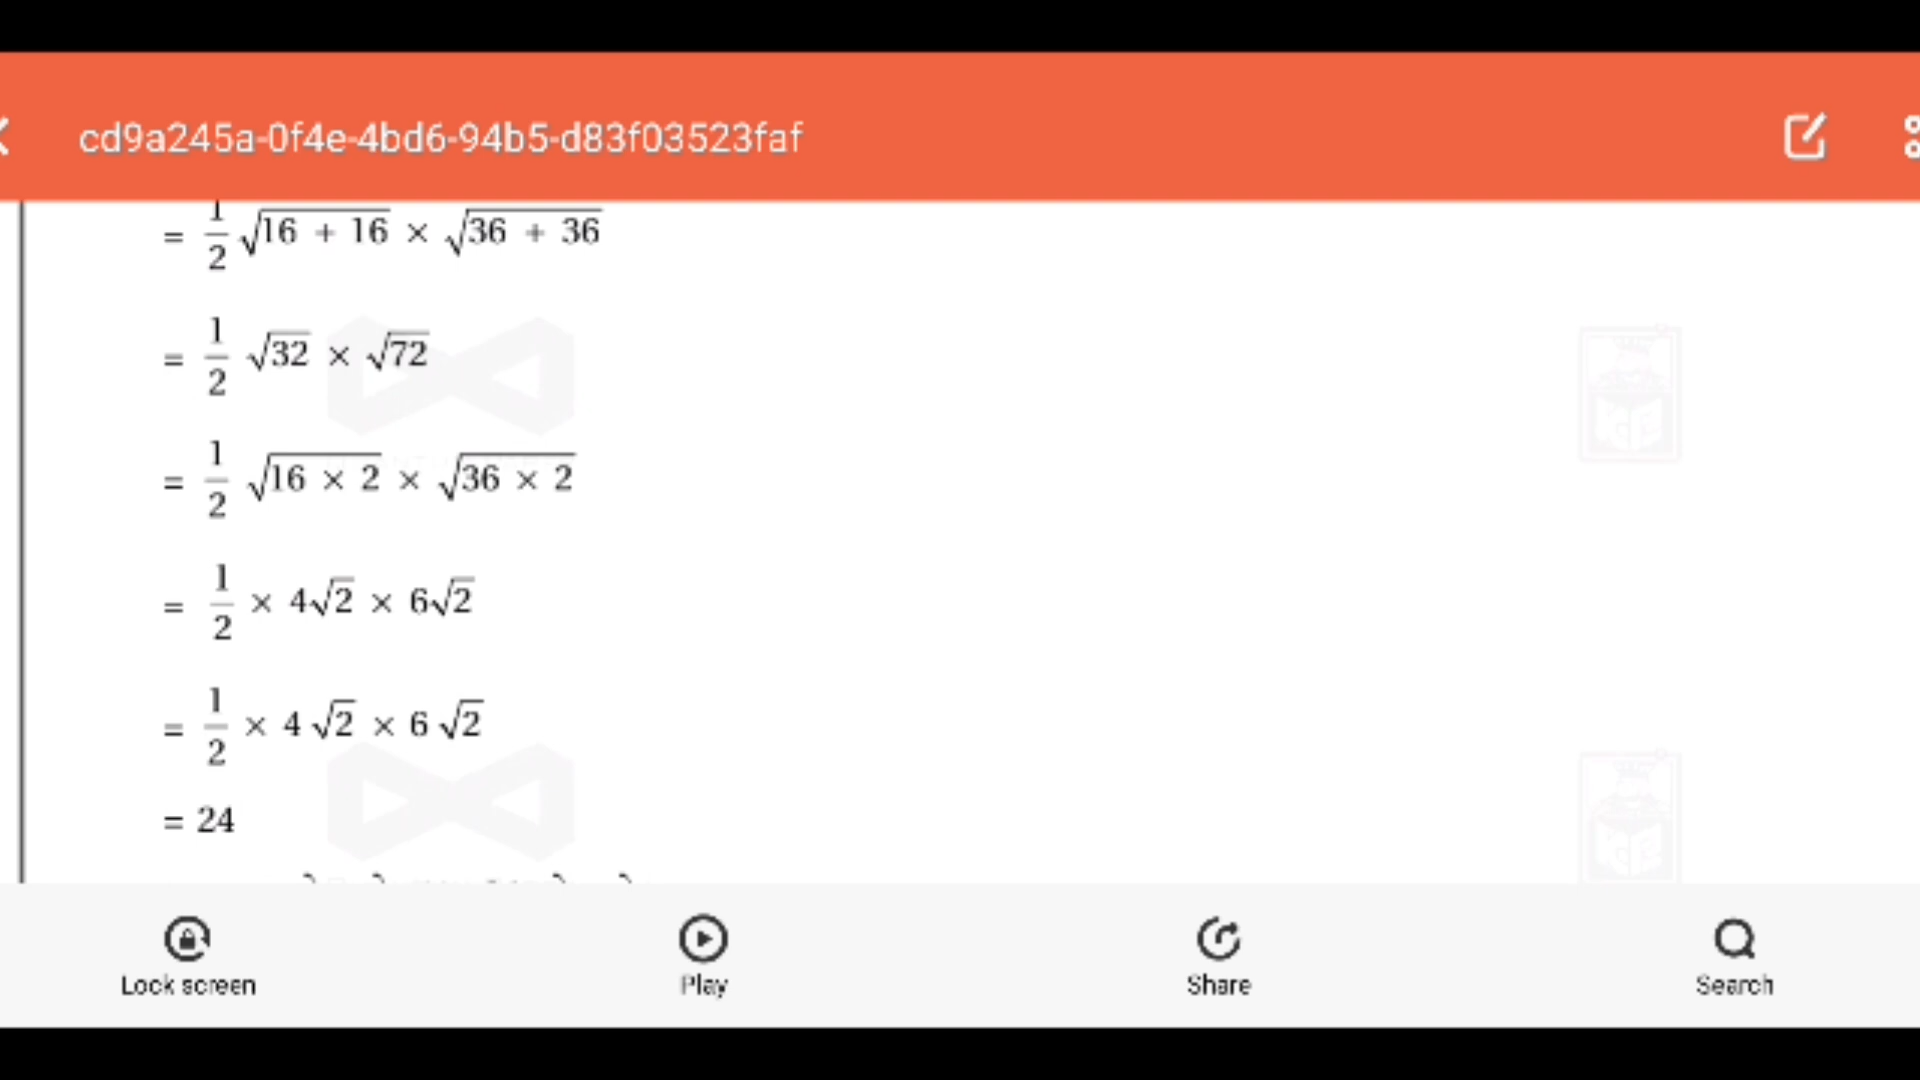 cd9a245a-0f4e-4bd6-94b5-d83f03523faf
= 1/2 √(16 + 16) × √(36 + 36)
= 1/2 √32 × √72
= 1/2 √(16 × 2) × √(36 × 2)
= 1/2 × 4√2 × 6√2
= 1/2 × 4 √2 × 6 √2
= 24
Lock screen
Play
Share
Search